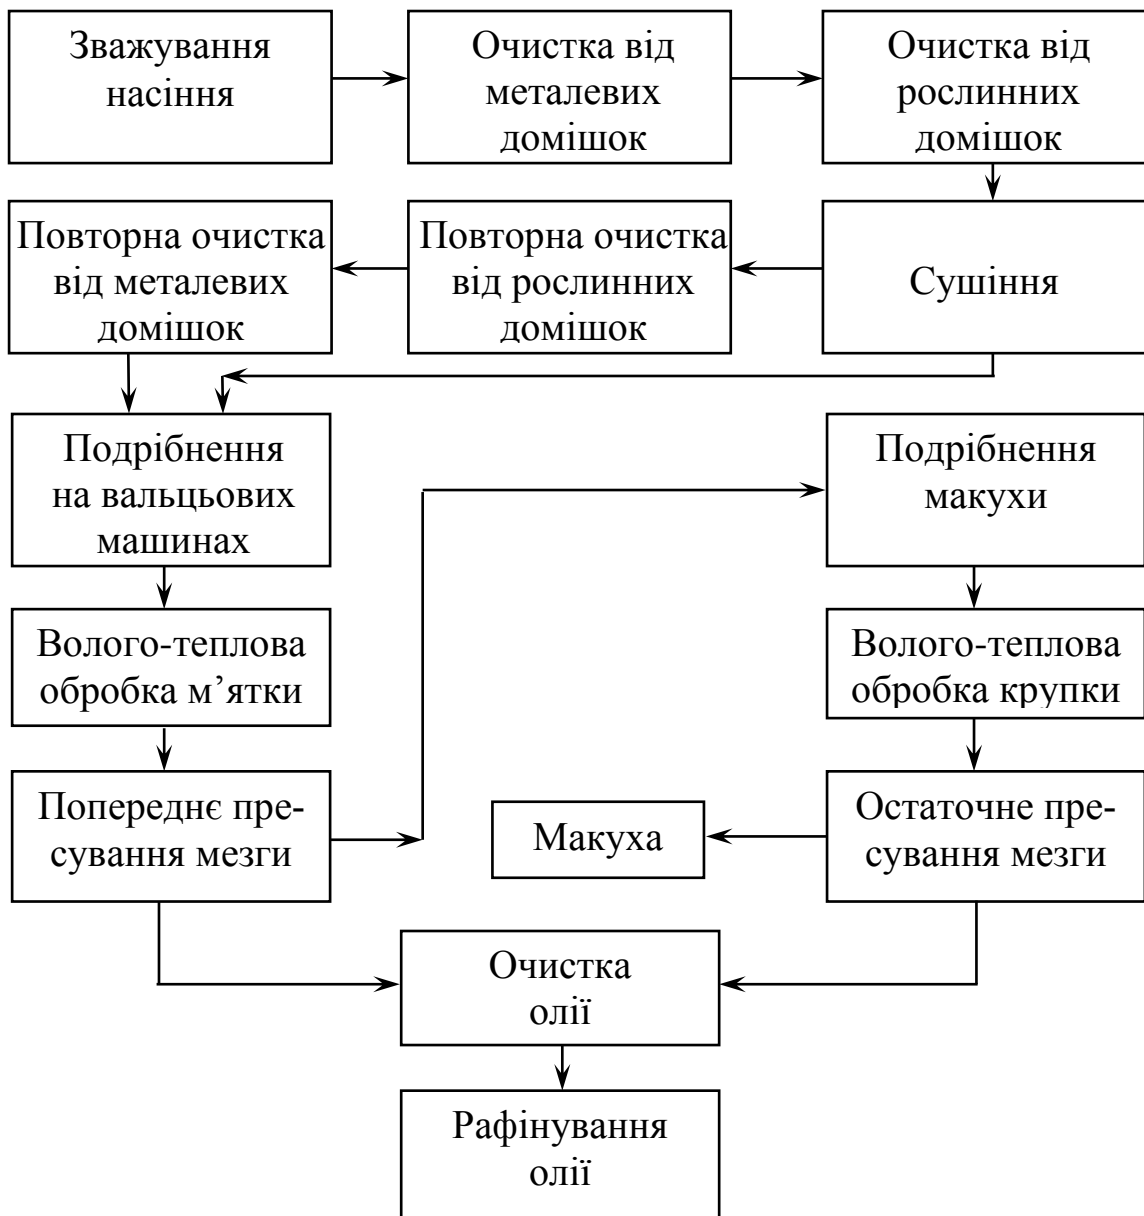 Зважування
насіння
Очистка від
металевих
домішок
Очистка від
рослинних
домішок
Повторна очистка
від металевих
домішок
Повторна очистка
від рослинних
домішок
Сушіння
Подрібнення
на вальцьових
машинах
Подрібнення
макухи
Волого-теплова
обробка м’ятки
Волого-теплова
обробка крупки
Попереднє пре-
сування мезги
Макуха
Остаточне пре-
сування мезги
Очистка
олії
Рафінування
олії